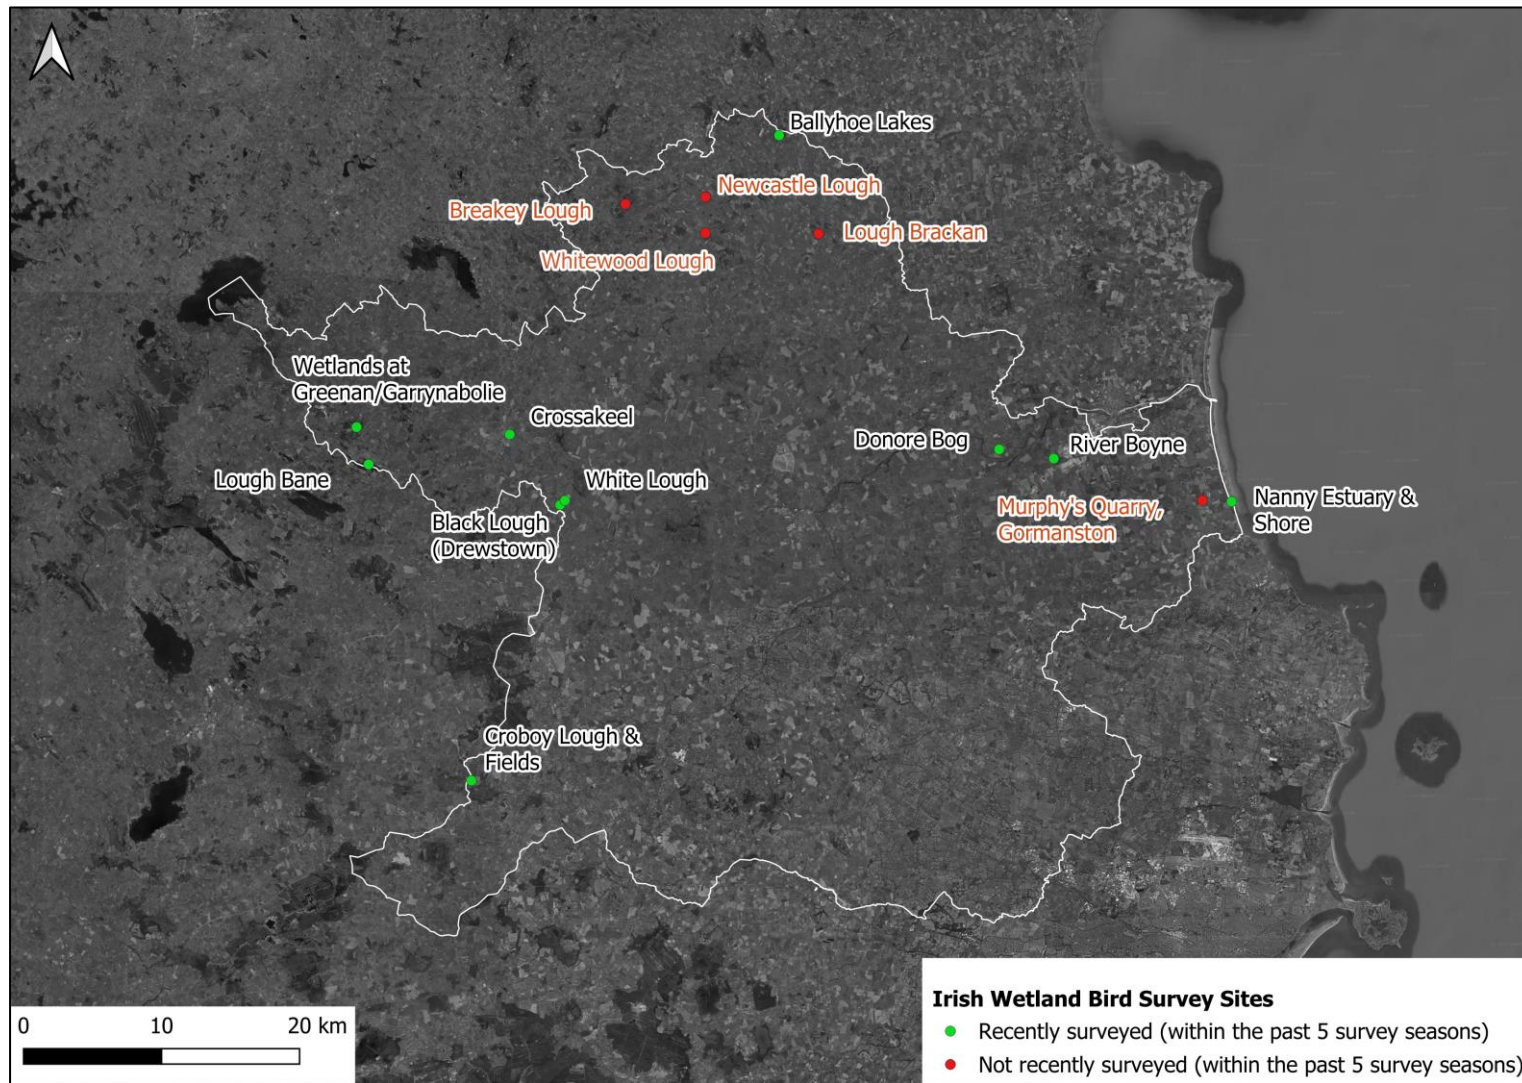 Ballyhoe Lakes
Newcastle Lough
Breakey Lough
Lough Brackan
Whitewood Lough
Wetlands at
Greenan/Garrynabolie
Crossakeel
Donore Bog
River Boyne
Lough Bane
White Lough
Black Lough
(Drewstown)
Murphy's Quarry,
Gormanston
Nanny Estuary &
Shore
Croboy Lough &
Fields
0 10 20 km
Irish Wetland Bird Survey Sites
Recently surveyed (within the past 5 survey seasons)
Not recently surveyed (within the past 5 survey seasons)